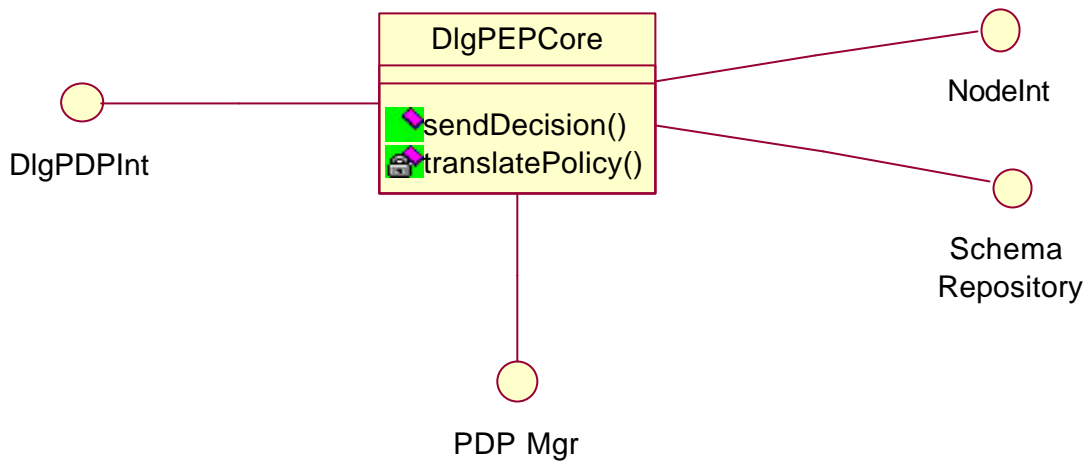 DlgPEPCore
sendDecision()
translatePolicy()
DlgPDPInt
NodeInt
Schema
Repository
PDP Mgr